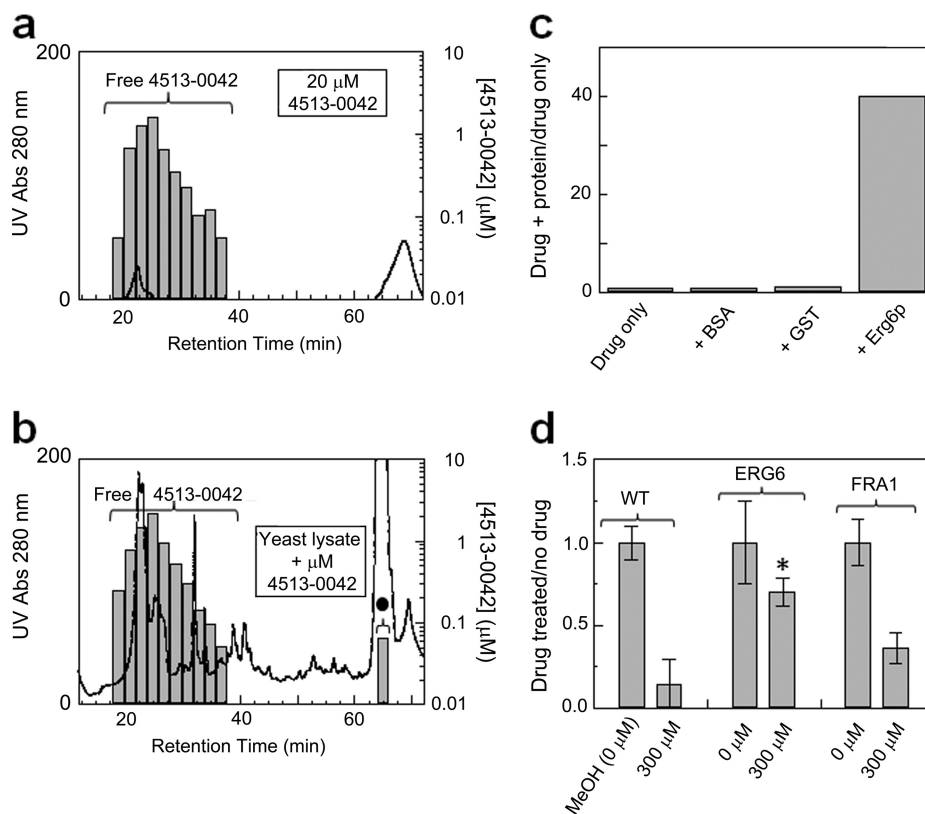 a
200
0
UV Abs 280 nm
Free 4513-0042
20 µM
4513-0042
10
1
0.1
0.01
[4513-0042] (µM)
20 40 60
Retention Time (min)
b
200
0
UV Abs 280 nm
Free 4513-0042
Yeast lysate
+ µM
4513-0042
10
1
0.1
0.01
[4513-0042] (µM)
20 40 60
Retention Time (min)
c
Drug + protein/drug only
40
20
0
Drug only
+ BSA
+ GST
+ Erg6p
d
Drug treated/no drug
1.5
1.0
0.5
0.0
WT
ERG6
FRA1
*
MeOH (0 µM)
300 µM
0 µM
300 µM
0 µM
300 µM